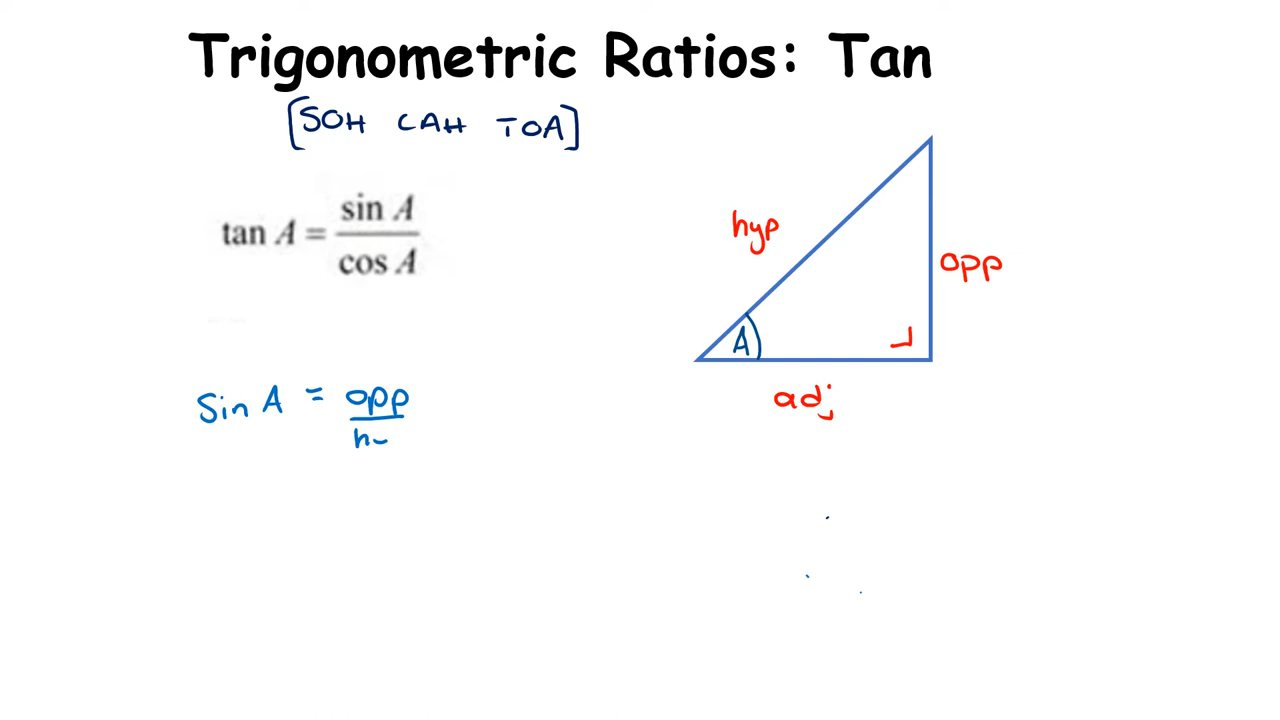 Trigonometric Ratios: Tan
[SOH CAH TOA]
tan A = sin A / cos A
hyp
opp
A
adj
Sin A = opp / h